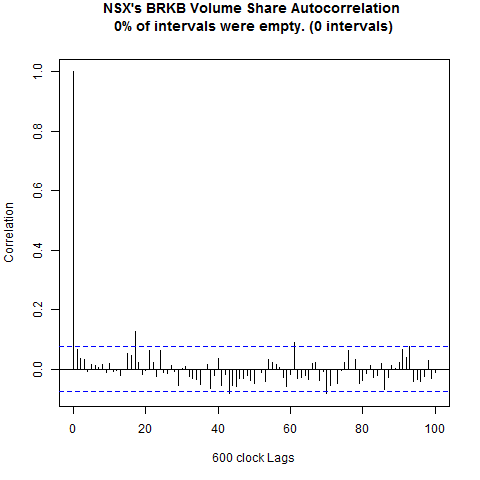 NSX's BRKB Volume Share Autocorrelation
0% of intervals were empty. (0 intervals)
1.0
0.8
0.6
0.4
0.2
0.0
Correlation
0 20 40 60 80 100
600 clock Lags